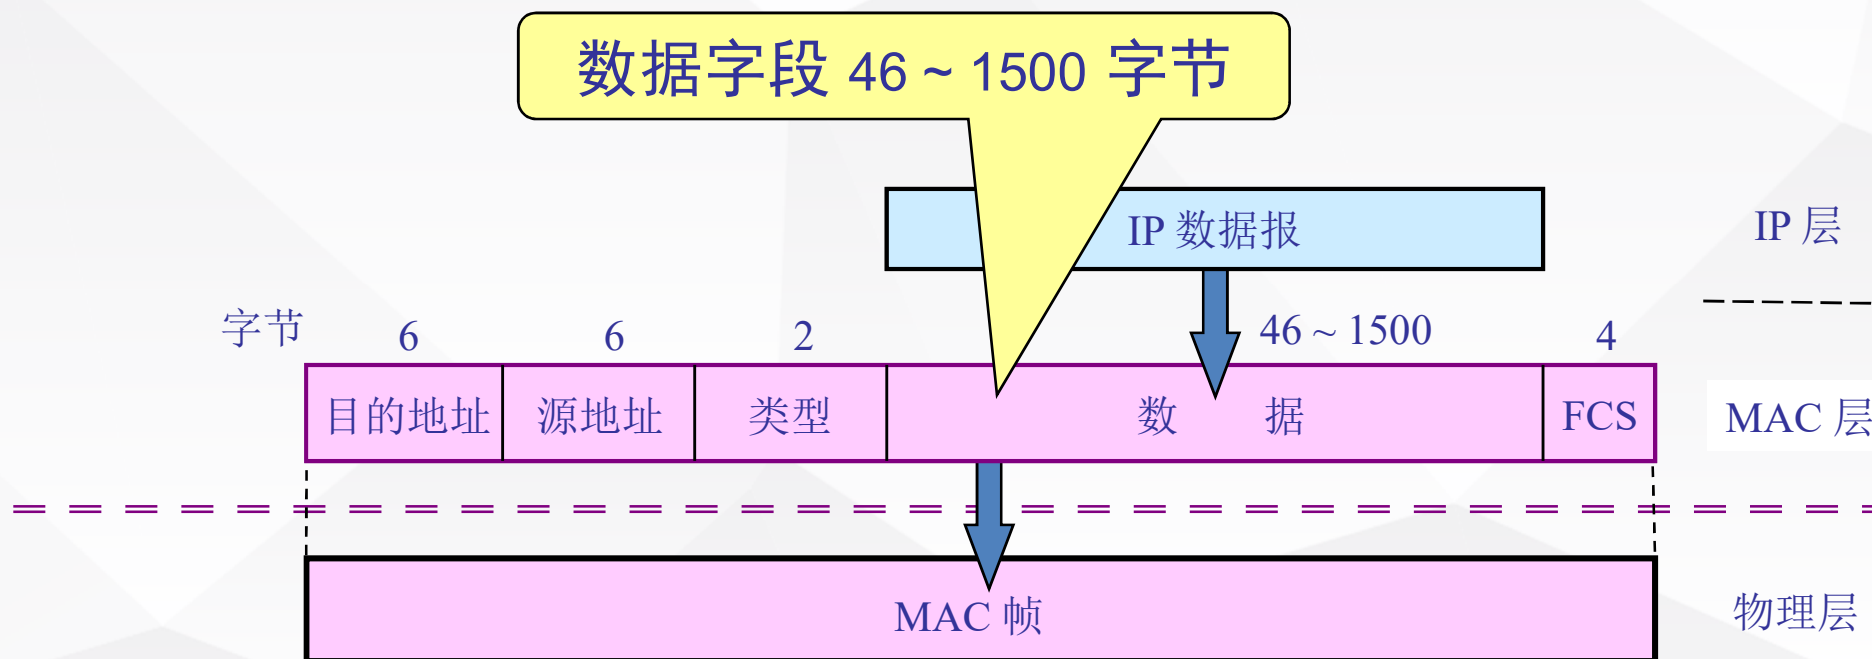 数据字段 46 ~ 1500 字节
IP 数据报
IP 层
字节 6 6 2 46 ~ 1500 4
目的地址 源地址 类型 数 据 FCS
MAC 层
MAC 帧
物理层